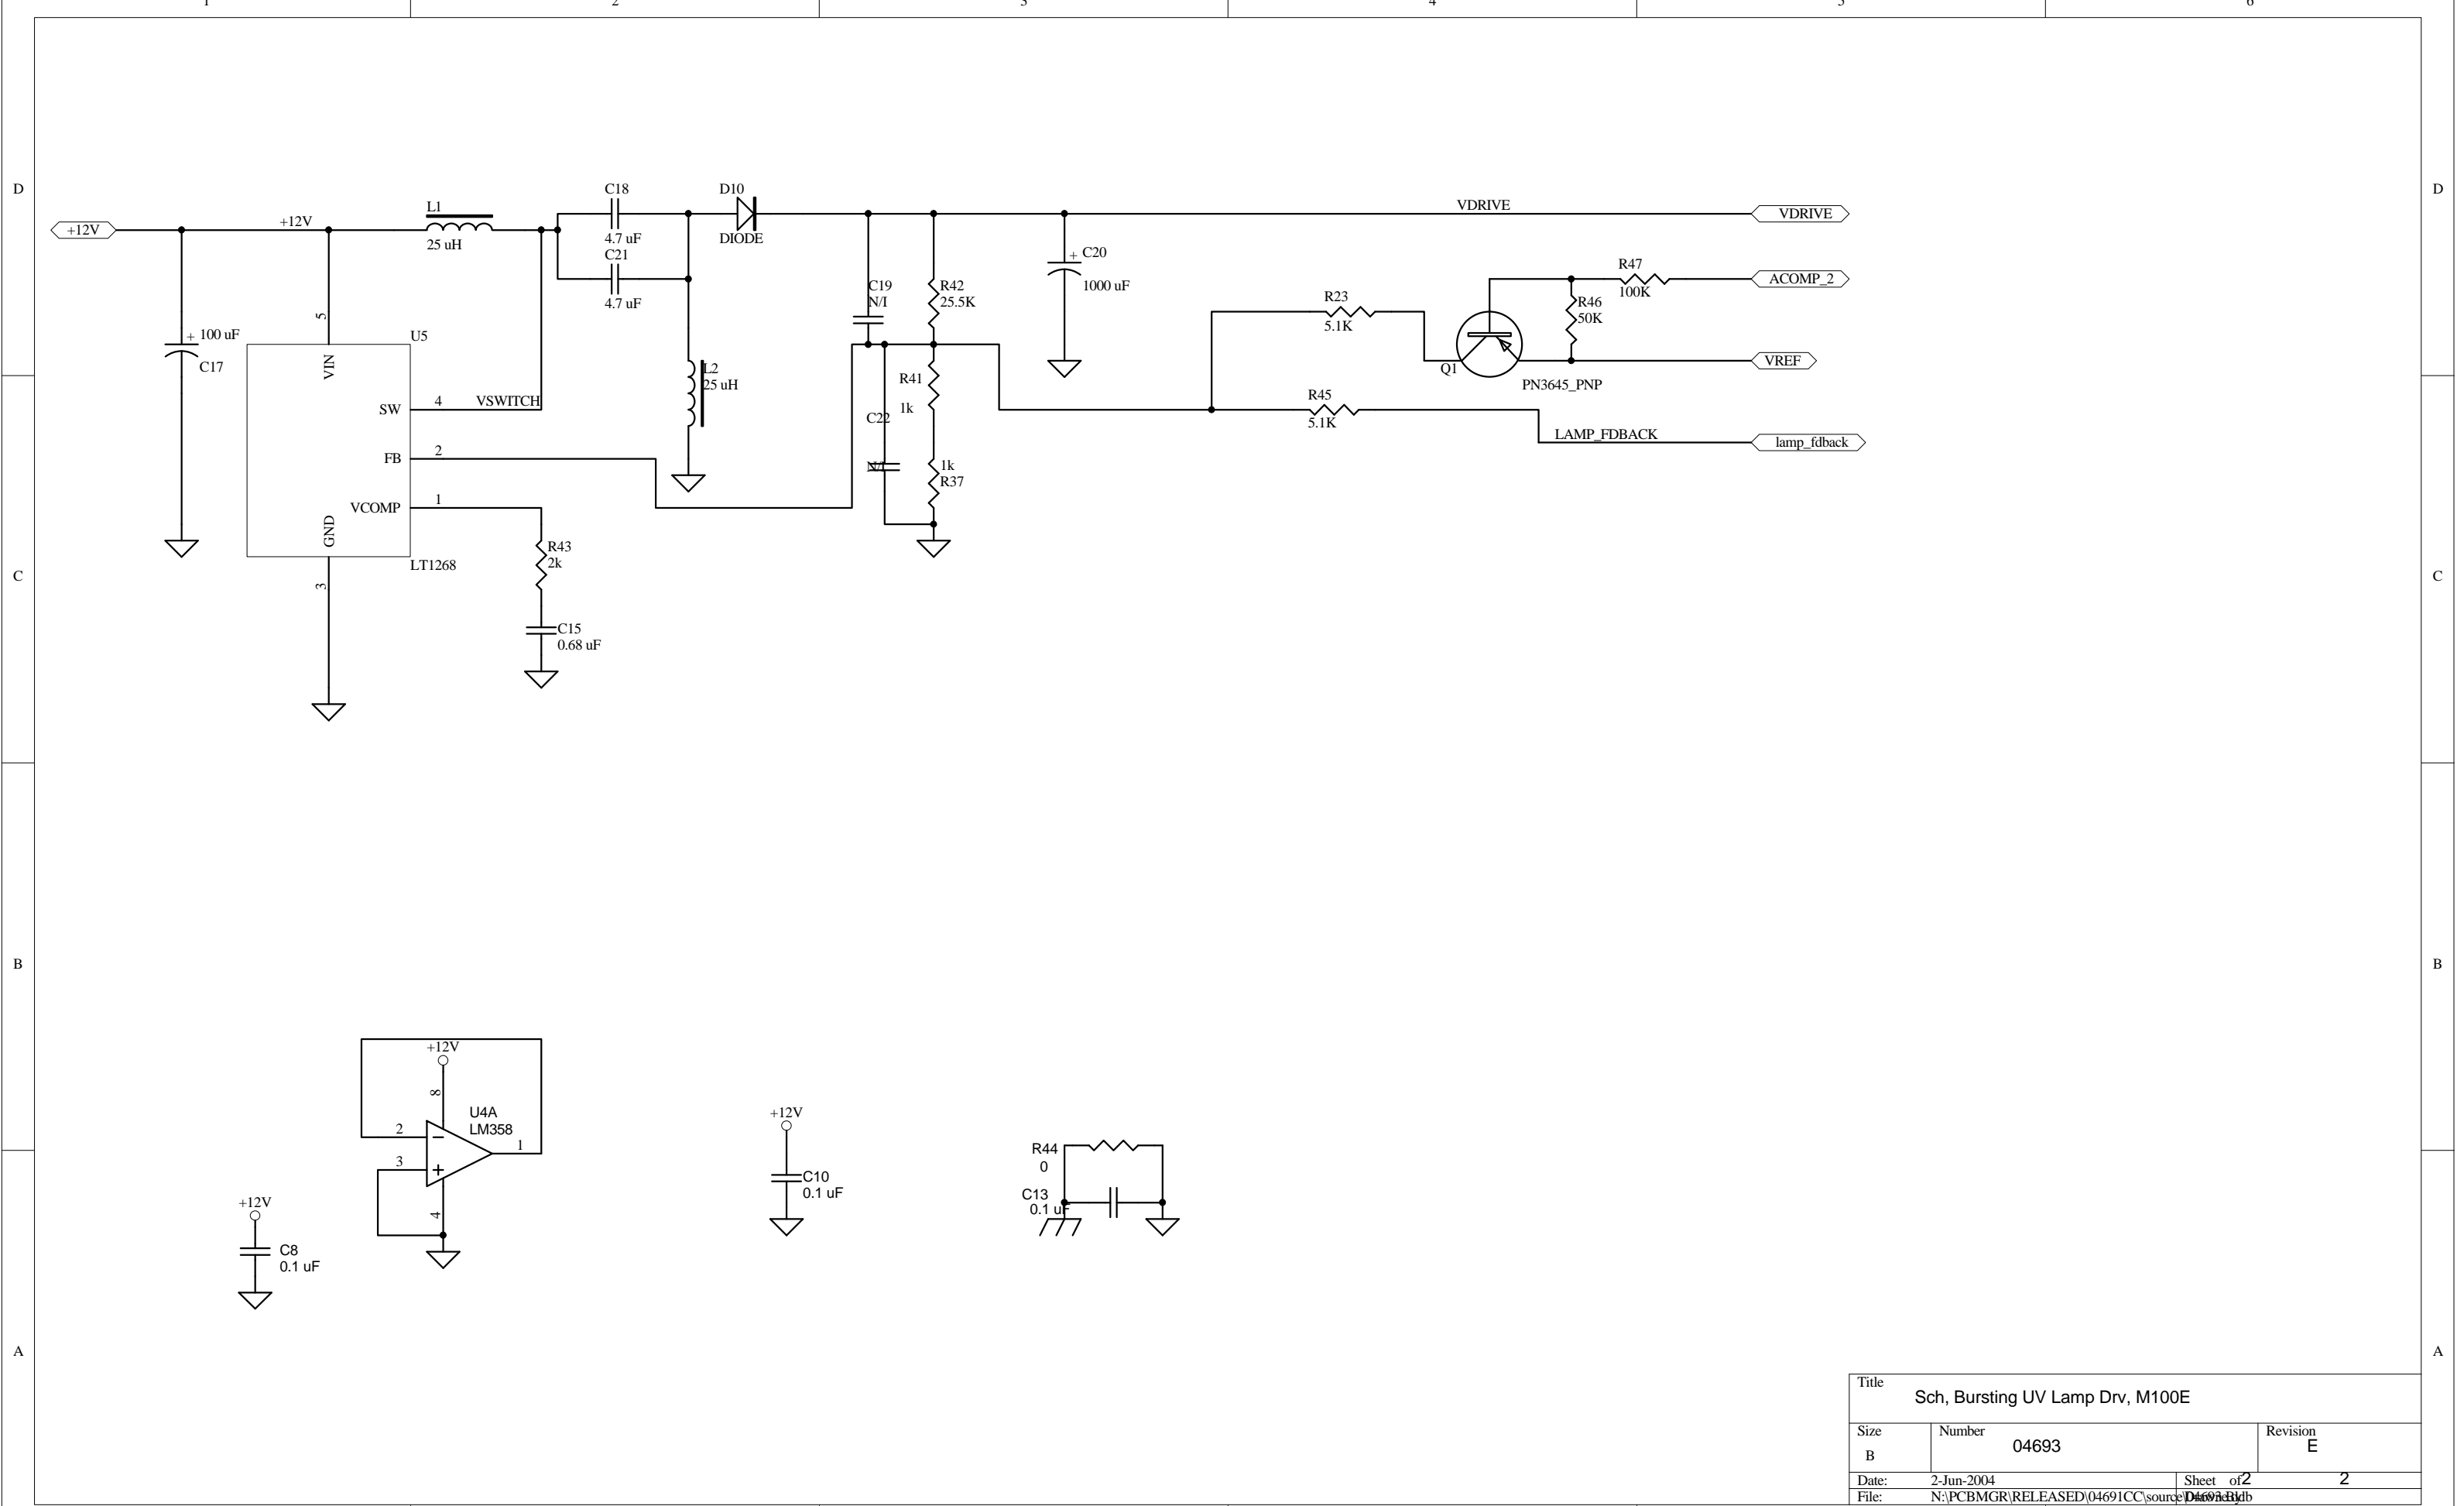 1 2 3 4 5 6
D D
C18 D10
L1 VDRIVE
+12V +12V VDRIVE
4.7 uF DIODE
25 uH
C21 C20
R47
C19 R42 ACOMP_2
N/I 25.5K 1000 uF 100K
4.7 uF R23 R46
5 50K
+ 100 uF U5 5.1K
C17 VIN L2 Q1 VREF
25 uH R41 PN3645_PNP
SW 4 VSWITCH 1k R45
C22 5.1K
LAMP_FDBACK lamp_fdback
FB 2 N/I 1k
R37
VCOMP 1
GND
R43
2k
LT1268
C C
3
C15
0.68 uF
B B
+12V
8
U4A
LM358
2
1
3
4
+12V
C8
0.1 uF
+12V
C10
0.1 uF
R44
0
C13
0.1 uF
A A
Title
Sch, Bursting UV Lamp Drv, M100E
Size Number Revision
B 04693 E
Date: 2-Jun-2004 Sheet of 2 2
File: N:\PCBMGR\RELEASED\04691CC\source\